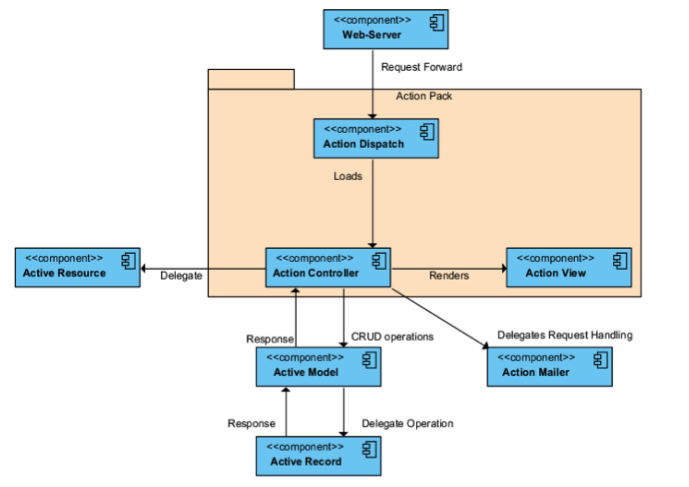 <<component>>
Web-Server
Request Forward
Action Pack
<<component>>
Action Dispatch
Loads
<<component>>
Active Resource
Delegate
<<component>>
Action Controller
Renders
<<component>>
Action View
Response
CRUD operations
Delegates Request Handling
<<component>>
Active Model
<<component>>
Action Mailer
Response
Delegate Operation
<<component>>
Active Record